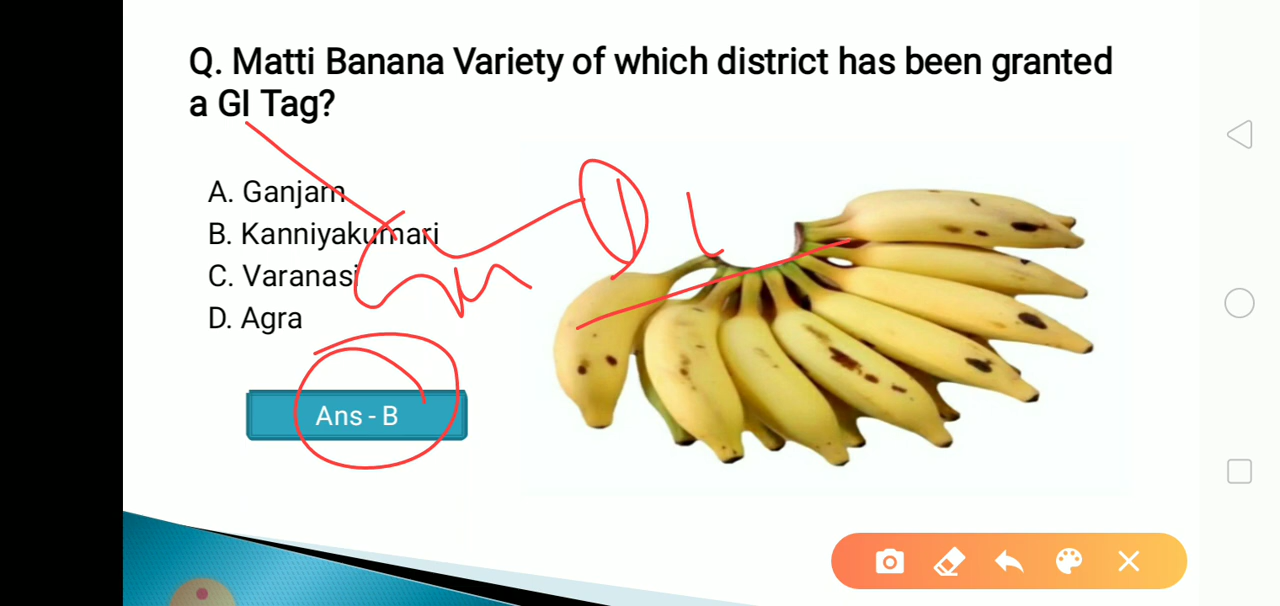 Q. Matti Banana Variety of which district has been granted
a GI Tag?
A. Ganjam
B. Kanniyakumari
C. Varanasi
D. Agra
Ans - B